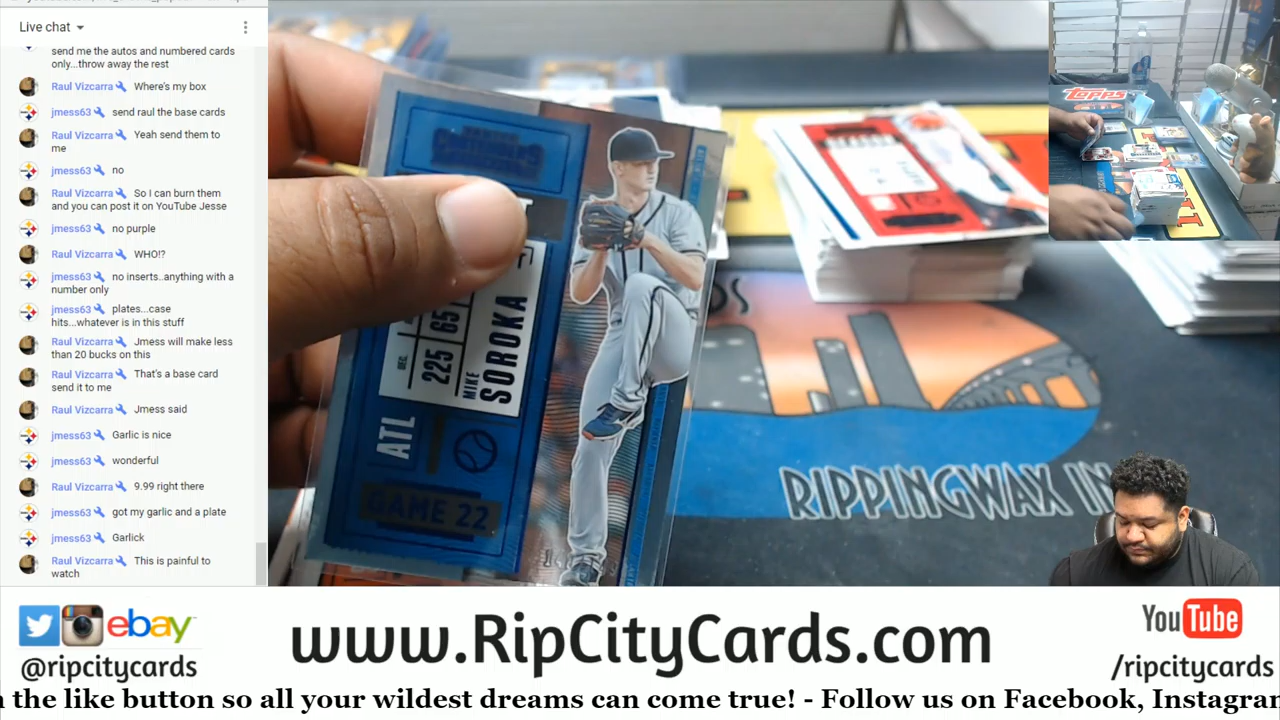 Live chat
send me the autos and numbered cards
only...throw away the rest
Raul Vizcarra Where's my box
jmess63 send raul the base cards
Raul Vizcarra Yeah send them to
me
jmess63 no
Raul Vizcarra So I can burn them
and you can post it on YouTube Jesse
jmess63 no purple
Raul Vizcarra WHO!?
jmess63 no inserts..anything with a
number only
jmess63 plates...case
hits...whatever is in this stuff
Raul Vizcarra Jmess will make less
than 20 bucks on this
Raul Vizcarra That's a base card
send it to me
Raul Vizcarra Jmess said
jmess63 Garlic is nice
jmess63 wonderful
Raul Vizcarra 9.99 right there
jmess63 got my garlic and a plate
jmess63 Garlick
Raul Vizcarra This is painful to
watch
225
MIKE
SOROKA
ATL
GAME 22
Topps
RIPPINGWAX IN
ebay
@ripcitycards
www.RipCityCards.com
YouTube
/ripcitycards
the like button so all your wildest dreams can come true! - Follow us on Facebook,